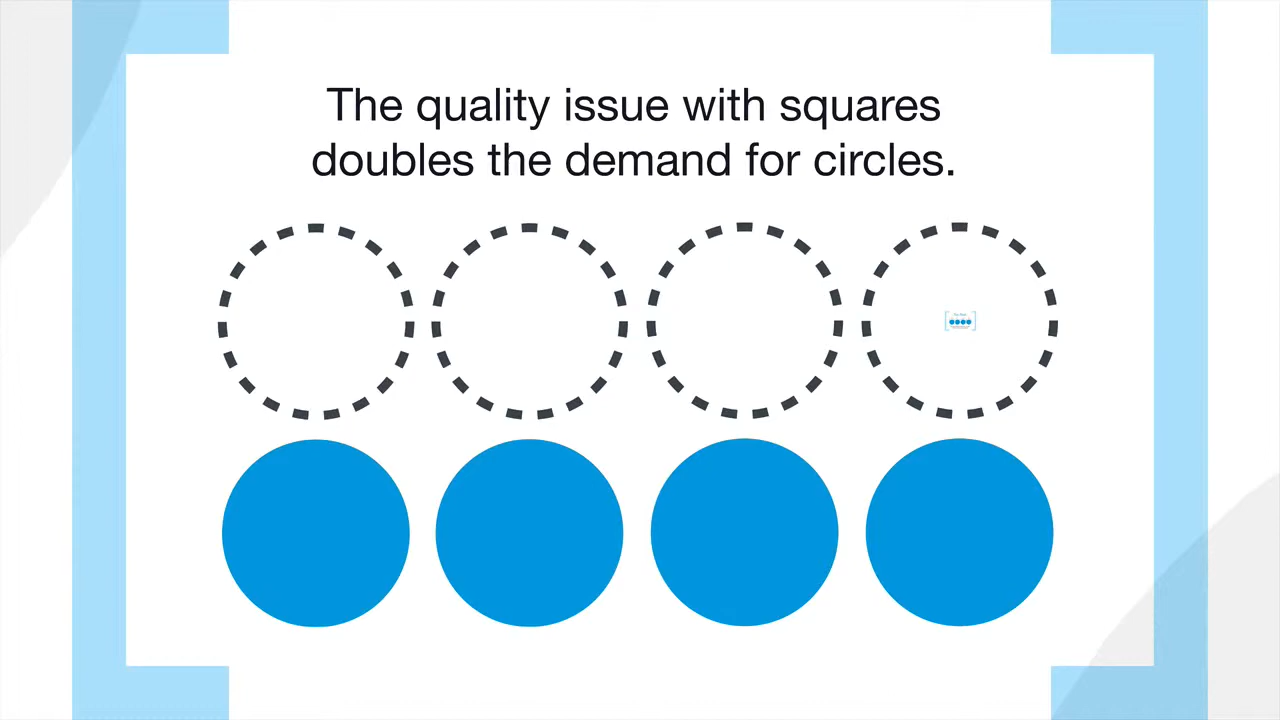 The quality issue with squares
doubles the demand for circles.